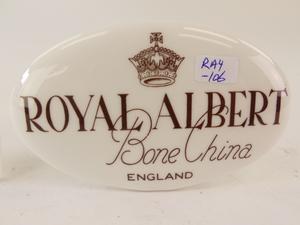 RA4
-106
ROYAL ALBERT
Bone China
ENGLAND